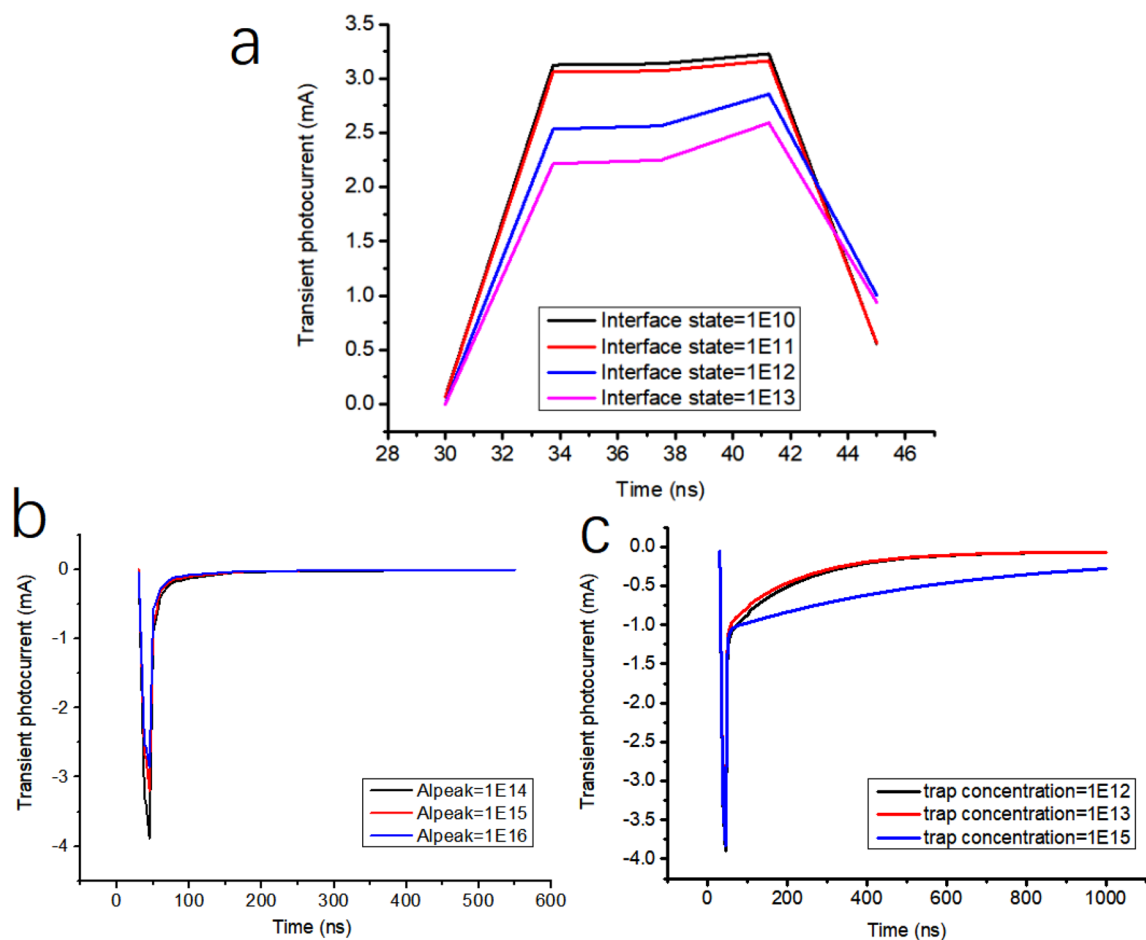 a
Transient photocurrent (mA)
3.5
3.0
2.5
2.0
1.5
1.0
0.5
0.0
Interface state=1E10
Interface state=1E11
Interface state=1E12
Interface state=1E13
28 30 32 34 36 38 40 42 44 46
Time (ns)
b
Transient photocurrent (mA)
0
-1
-2
-3
-4
Alpeak=1E14
Alpeak=1E15
Alpeak=1E16
0 100 200 300 400 500 600
Time (ns)
c
Transient photocurrent (mA)
0.0
-0.5
-1.0
-1.5
-2.0
-2.5
-3.0
-3.5
-4.0
trap concentration=1E12
trap concentration=1E13
trap concentration=1E15
0 200 400 600 800 1000
Time (ns)